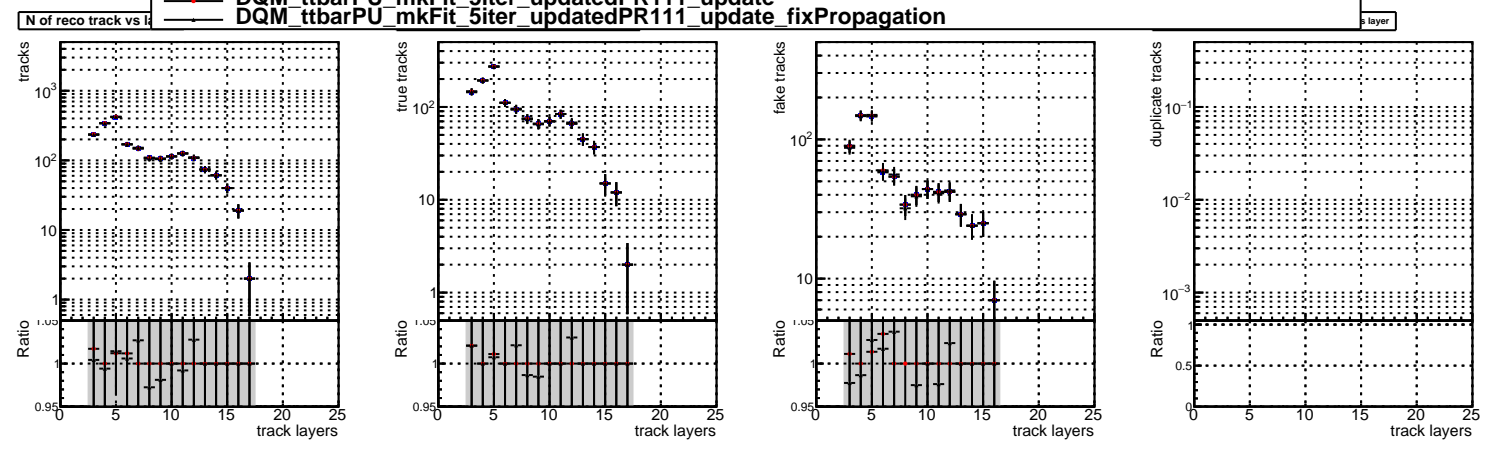 DQM_ttbarPU_mkFit_5iter_updatedPR111_update
DQM_ttbarPU_mkFit_5iter_updatedPR111_update_fixPropagation
N of reco track vs la
s layer
tracks
10³
10²
10
1
Ratio
1.05
1
0.95
0 5 10 15 20 25
track layers
true tracks
10²
10
1
Ratio
1.05
1
0.95
0 5 10 15 20 25
track layers
fake tracks
10²
10
Ratio
1.05
1
0.95
0 5 10 15 20 25
track layers
duplicate tracks
10⁻¹
10⁻²
10⁻³
Ratio
1
0.5
0
0 5 10 15 20 25
track layers